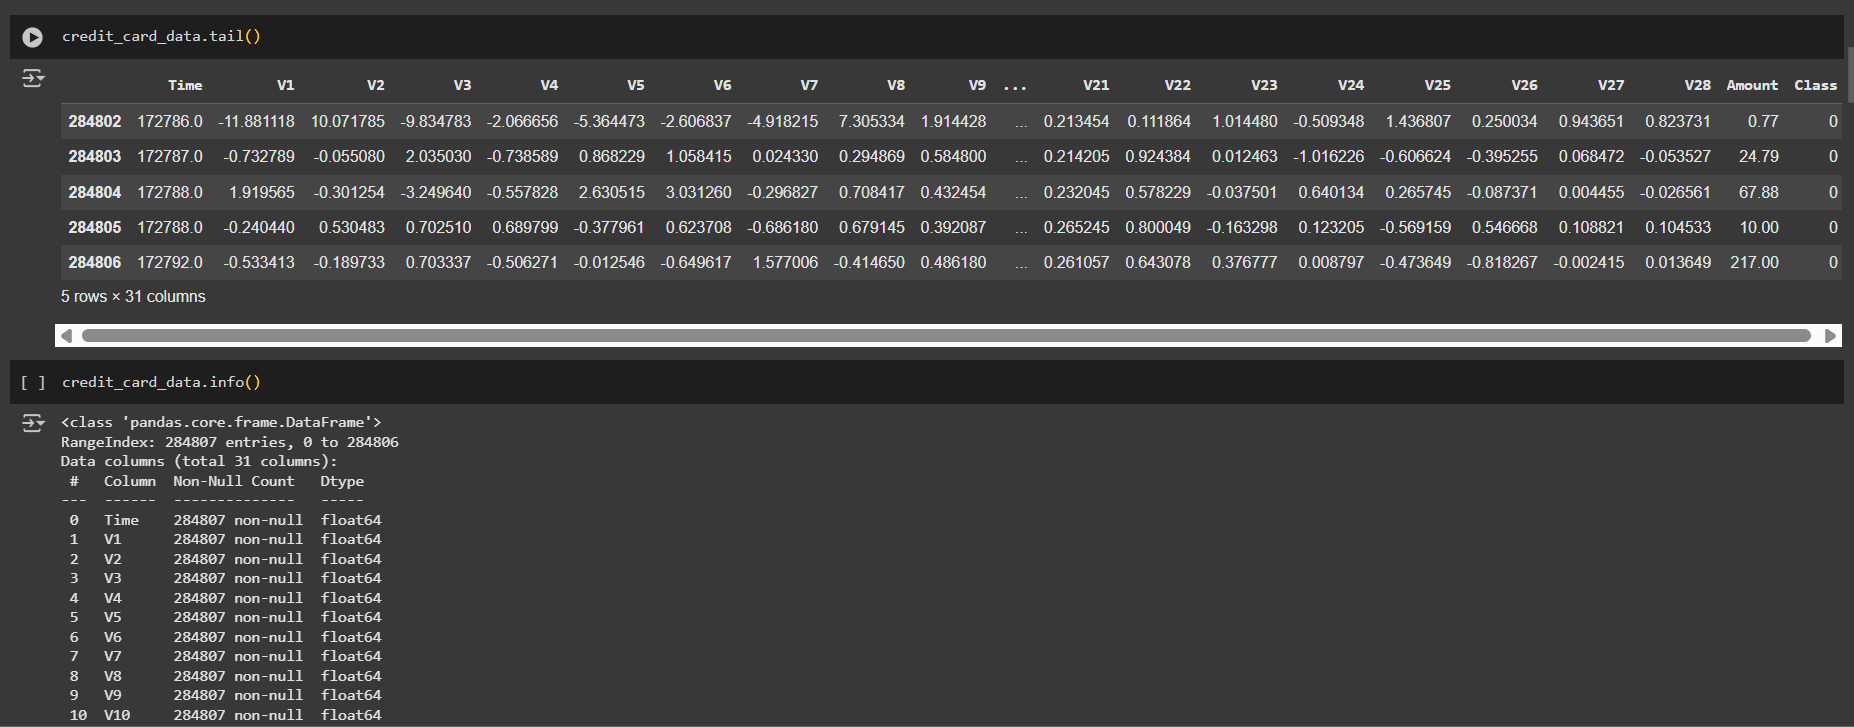 credit_card_data.tail()
Time V1 V2 V3 V4 V5 V6 V7 V8 V9 ... V21 V22 V23 V24 V25 V26 V27 V28 Amount Class
284802 172786.0 -11.881118 10.071785 -9.834783 -2.066656 -5.364473 -2.606837 -4.918215 7.305334 1.914428 ... 0.213454 0.111864 1.014480 -0.509348 1.436807 0.250034 0.943651 0.823731 0.77 0
284803 172787.0 -0.732789 -0.055080 2.035030 -0.738589 0.868229 1.058415 0.024330 0.294869 0.584800 ... 0.214205 0.924384 0.012463 -1.016226 -0.606624 -0.395255 0.068472 -0.053527 24.79 0
284804 172788.0 1.919565 -0.301254 -3.249640 -0.557828 2.630515 3.031260 -0.296827 0.708417 0.432454 ... 0.232045 0.578229 -0.037501 0.640134 0.265745 -0.087371 0.004455 -0.026561 67.88 0
284805 172788.0 -0.240440 0.530483 0.702510 0.689799 -0.377961 0.623708 -0.686180 0.679145 0.392087 ... 0.265245 0.800049 -0.163298 0.123205 -0.569159 0.546668 0.108821 0.104533 10.00 0
284806 172792.0 -0.533413 -0.189733 0.703337 -0.506271 -0.012546 -0.649617 1.577006 -0.414650 0.486180 ... 0.261057 0.643078 0.376777 0.008797 -0.473649 -0.818267 -0.002415 0.013649 217.00 0
5 rows × 31 columns
[ ] credit_card_data.info()
<class 'pandas.core.frame.DataFrame'>
RangeIndex: 284807 entries, 0 to 284806
Data columns (total 31 columns):
# Column Non-Null Count Dtype
--- ------ -------------- -----
0 Time 284807 non-null float64
1 V1 284807 non-null float64
2 V2 284807 non-null float64
3 V3 284807 non-null float64
4 V4 284807 non-null float64
5 V5 284807 non-null float64
6 V6 284807 non-null float64
7 V7 284807 non-null float64
8 V8 284807 non-null float64
9 V9 284807 non-null float64
10 V10 284807 non-null float64